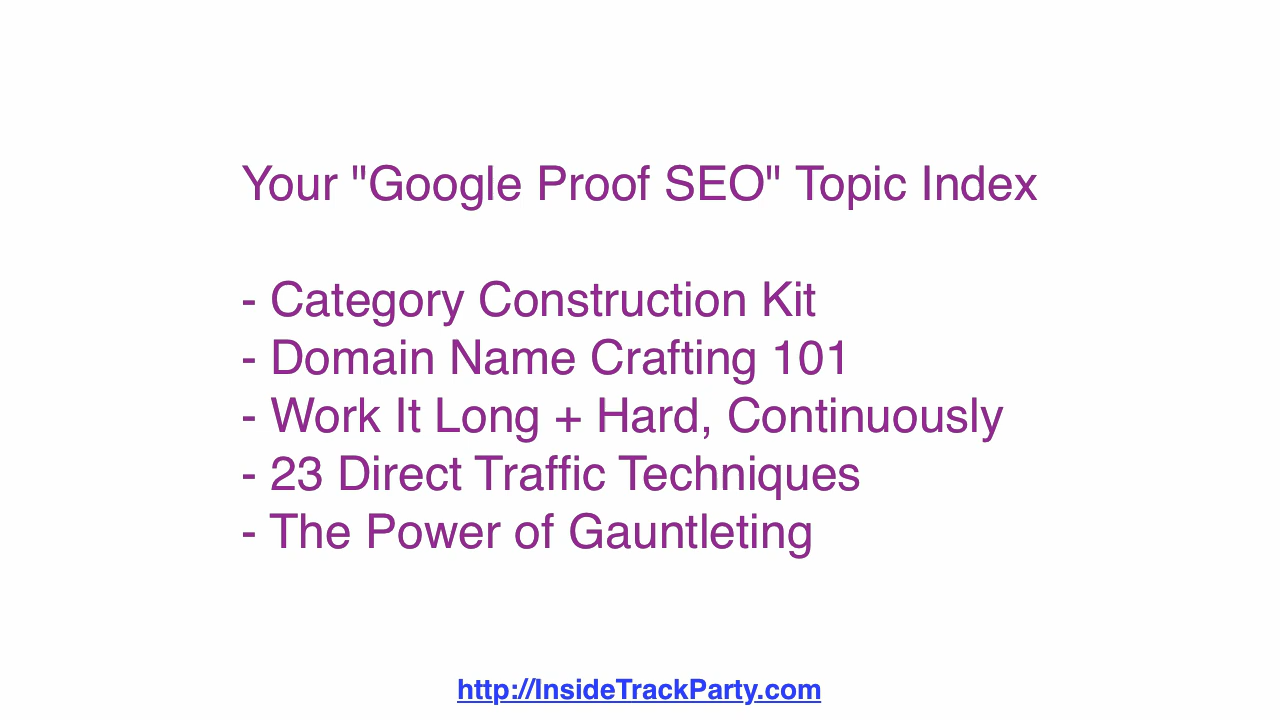 Your "Google Proof SEO" Topic Index
- Category Construction Kit
- Domain Name Crafting 101
- Work It Long + Hard, Continuously
- 23 Direct Traffic Techniques
- The Power of Gauntleting
http://InsideTrackParty.com